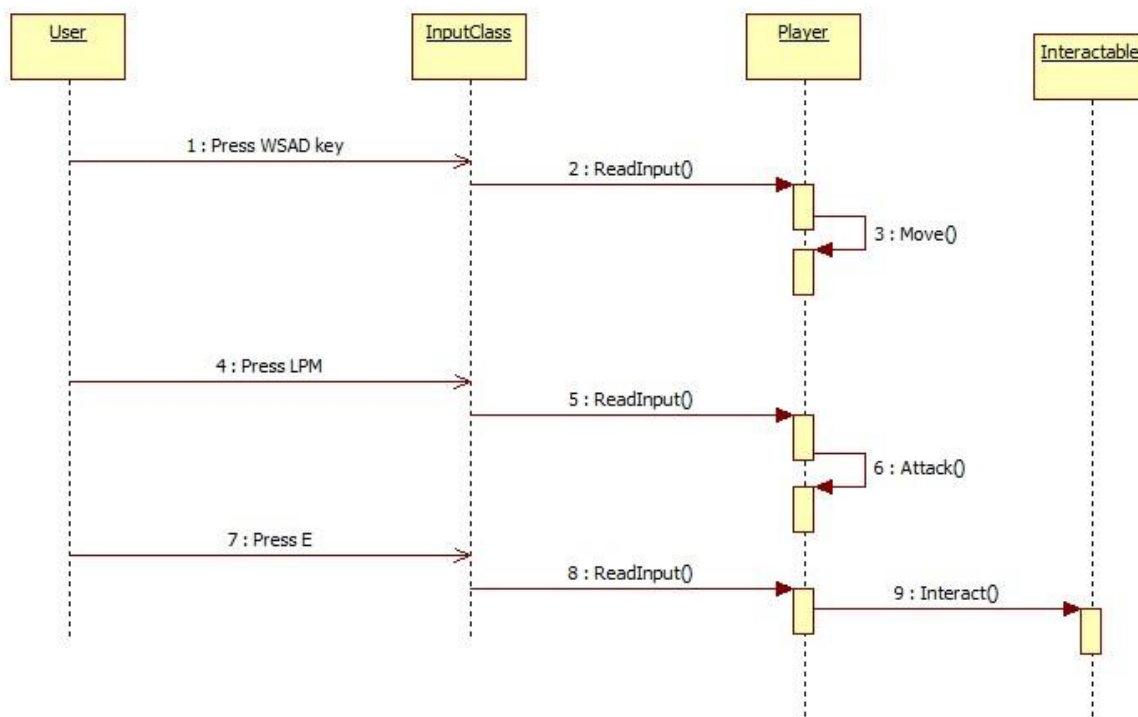 User
InputClass
Player
Interactable
1 : Press WSAD key
2 : ReadInput()
3 : Move()
4 : Press LPM
5 : ReadInput()
6 : Attack()
7 : Press E
8 : ReadInput()
9 : Interact()